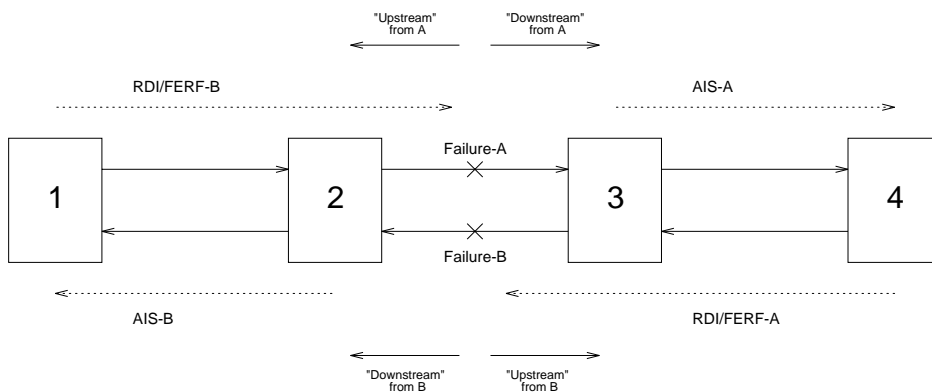 "Upstream"
from A
"Downstream"
from A
RDI/FERF-B
AIS-A
Failure-A
1
2
3
4
Failure-B
AIS-B
RDI/FERF-A
"Downstream"
from B
"Upstream"
from B